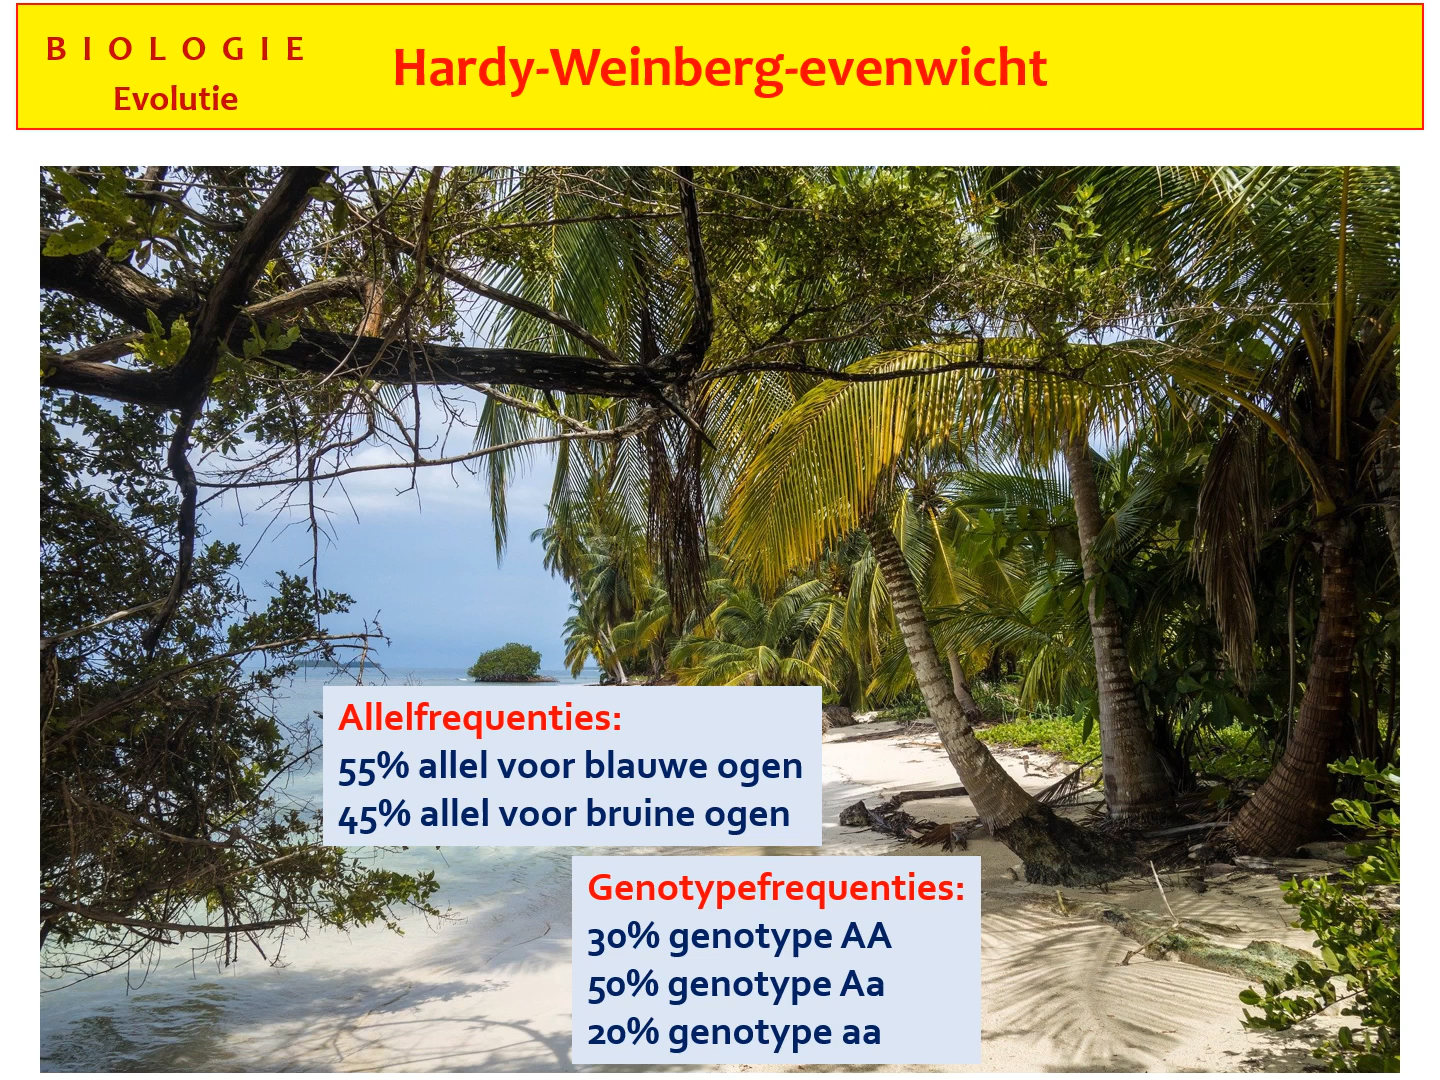 BIOLOGIE
Evolutie
Hardy-Weinberg-evenwicht
Allelfrequenties:
55% allel voor blauwe ogen
45% allel voor bruine ogen
Genotypefrequenties:
30% genotype AA
50% genotype Aa
20% genotype aa